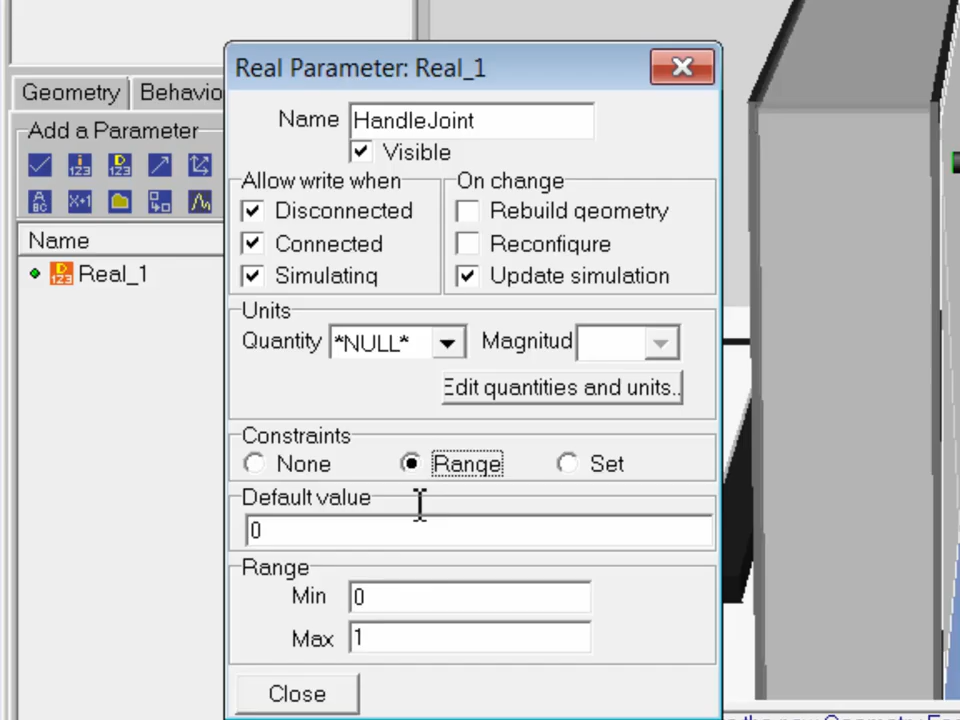 Real Parameter: Real_1
Geometry
Behavio
Name HandleJoint
Add a Parameter
Visible
Allow write when
On change
Disconnected
Rebuild geometry
Connected
Reconfigure
Simulating
Update simulation
Name
Real_1
Units
Quantity *NULL* Magnitud
Edit quantities and units..
Constraints
None Range Set
Default value
0
Range
Min 0
Max 1
Close